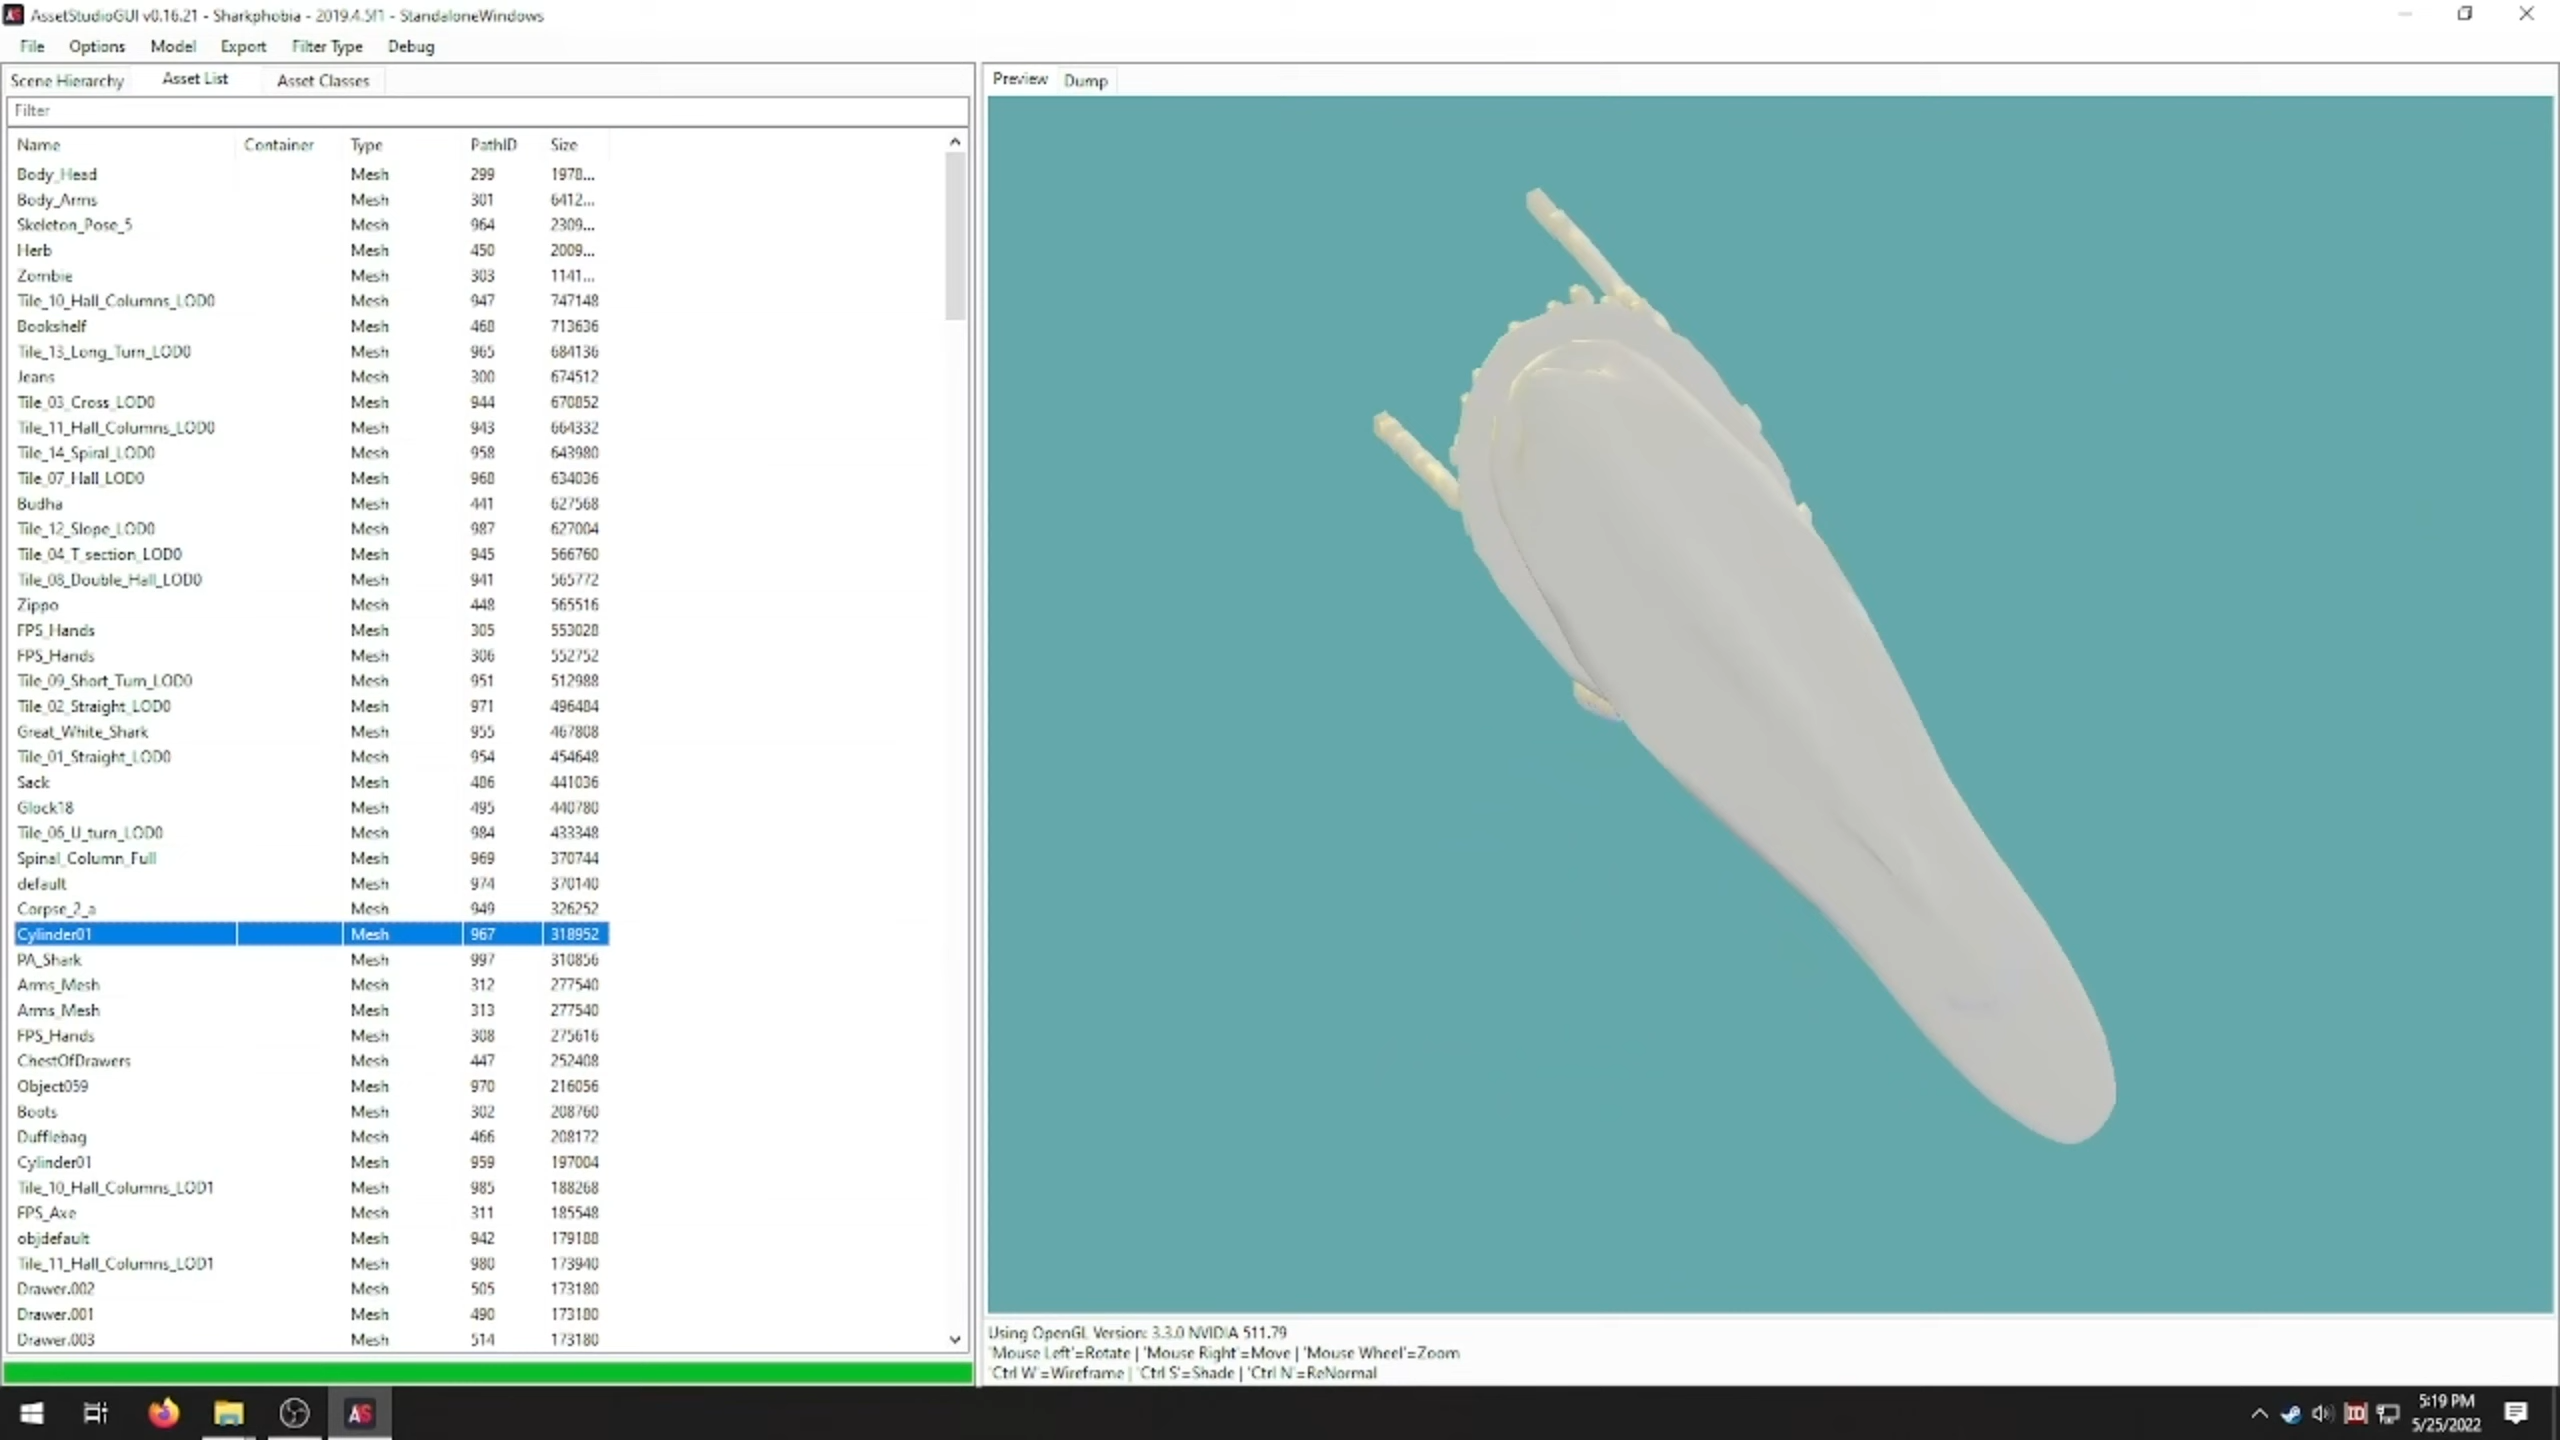 AssetStudioGUI v0.16.21 - Sharkphobia - 2019.4.5f1 - StandaloneWindows
File Options Model Export Filter Type Debug
Scene Hierarchy Asset List Asset Classes
Filter
Name Container Type PathID Size
Body_Head Mesh 299 1978...
Body_Arms Mesh 301 6412...
Skeleton_Pose_5 Mesh 964 2309...
Herb Mesh 450 2009...
Zombie Mesh 303 1141...
Tile_10_Hall_Columns_LOD0 Mesh 947 747148
Bookshelf Mesh 468 713636
Tile_13_Long_Turn_LOD0 Mesh 965 684136
Jeans Mesh 300 674512
Tile_03_Cross_LOD0 Mesh 944 670852
Tile_11_Hall_Columns_LOD0 Mesh 943 664332
Tile_14_Spiral_LOD0 Mesh 958 643980
Tile_07_Hall_LOD0 Mesh 968 634036
Budha Mesh 441 627568
Tile_12_Slope_LOD0 Mesh 987 627004
Tile_04_T_section_LOD0 Mesh 945 566760
Tile_08_Double_Hall_LOD0 Mesh 941 565772
Zippo Mesh 448 565516
FPS_Hands Mesh 305 553028
FPS_Hands Mesh 306 552752
Tile_09_Short_Turn_LOD0 Mesh 951 512988
Tile_02_Straight_LOD0 Mesh 971 496484
Great_White_Shark Mesh 955 467808
Tile_01_Straight_LOD0 Mesh 954 454648
Sack Mesh 486 441036
Glock18 Mesh 495 440780
Tile_06_U_turn_LOD0 Mesh 984 433348
Spinal_Column_Full Mesh 969 370744
default Mesh 974 370140
Corpse_2_a Mesh 949 326252
Cylinder01 Mesh 967 318952
PA_Shark Mesh 997 310856
Arms_Mesh Mesh 312 277540
Arms_Mesh Mesh 313 277540
FPS_Hands Mesh 308 275616
ChestOfDrawers Mesh 447 252408
Object059 Mesh 970 216056
Boots Mesh 302 208760
Dufflebag Mesh 466 208172
Cylinder01 Mesh 959 197004
Tile_10_Hall_Columns_LOD1 Mesh 985 188268
FPS_Axe Mesh 311 185548
objdefault Mesh 942 179188
Tile_11_Hall_Columns_LOD1 Mesh 980 173940
Drawer.002 Mesh 505 173180
Drawer.001 Mesh 490 173180
Drawer.003 Mesh 514 173180
Preview Dump
Using OpenGL Version: 3.3.0 NVIDIA 511.79
'Mouse Left'=Rotate | 'Mouse Right'=Move | 'Mouse Wheel'=Zoom
'Ctrl W'=Wireframe | 'Ctrl S'=Shade | 'Ctrl N'=ReNormal
AS
5:19 PM
5/25/2022